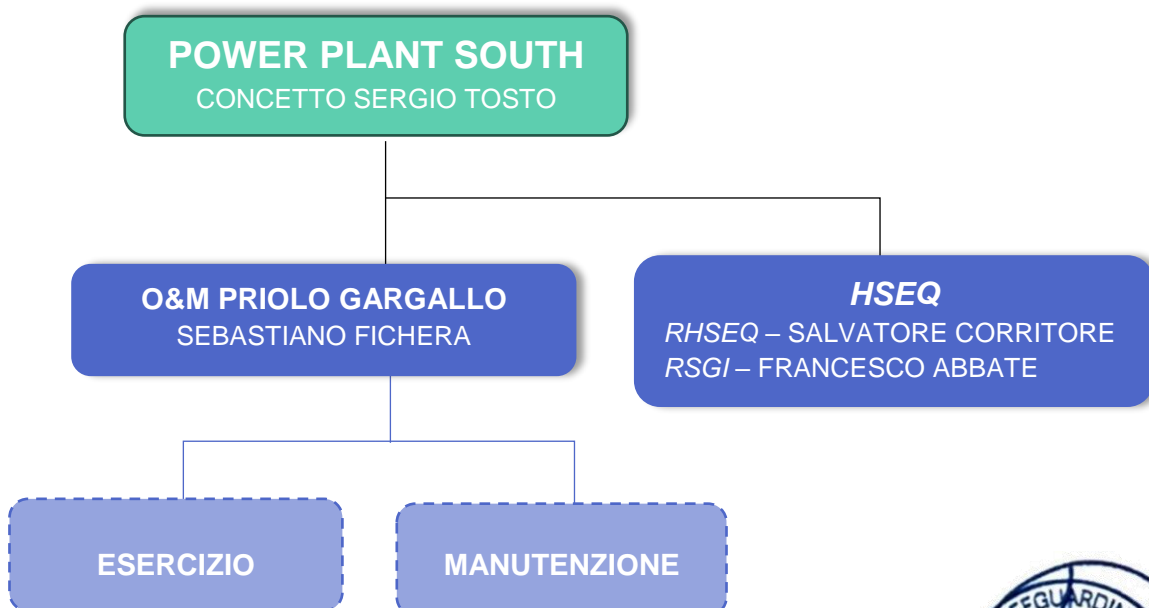 POWER PLANT SOUTH
CONCETTO SERGIO TOSTO
O&M PRIOLO GARGALLO
SEBASTIANO FICHERA
HSEQ
RHSEQ – SALVATORE CORRITORE
RSGI – FRANCESCO ABBATE
ESERCIZIO
MANUTENZIONE